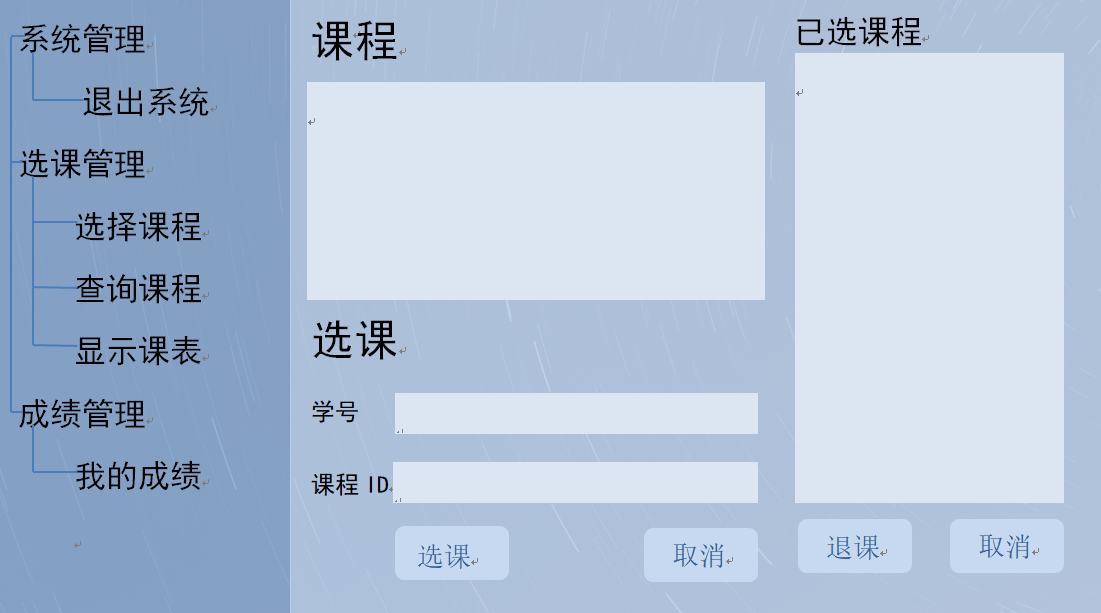 系统管理
退出系统
选课管理
选择课程
查询课程
显示课表
成绩管理
我的成绩
课程
选课
学号
课程 ID
选课
取消
已选课程
退课
取消